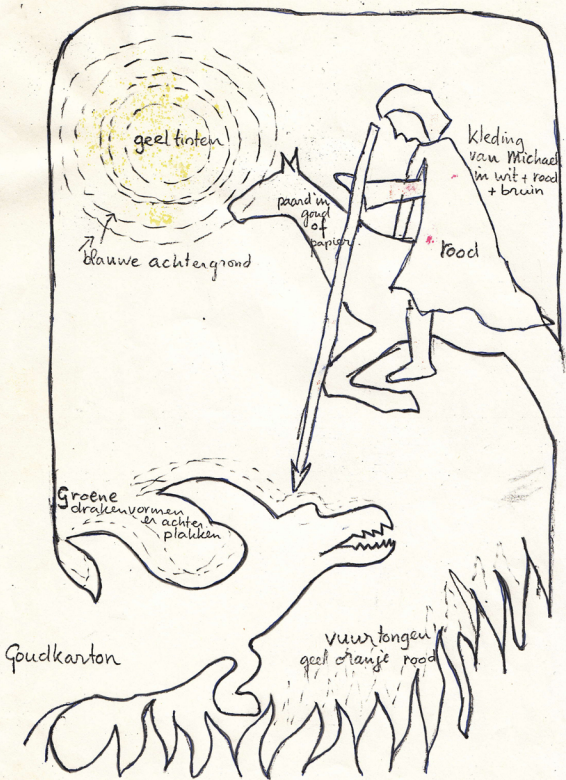 geel tinten
Kleding
van Michael
in wit + rood
+ bruin
paard in
goud
of
papier
rood
blauwe achtergrond
Groene
drakenvormen
er achter
plakken
Goudkarton
vuurtongen
geel oranje rood